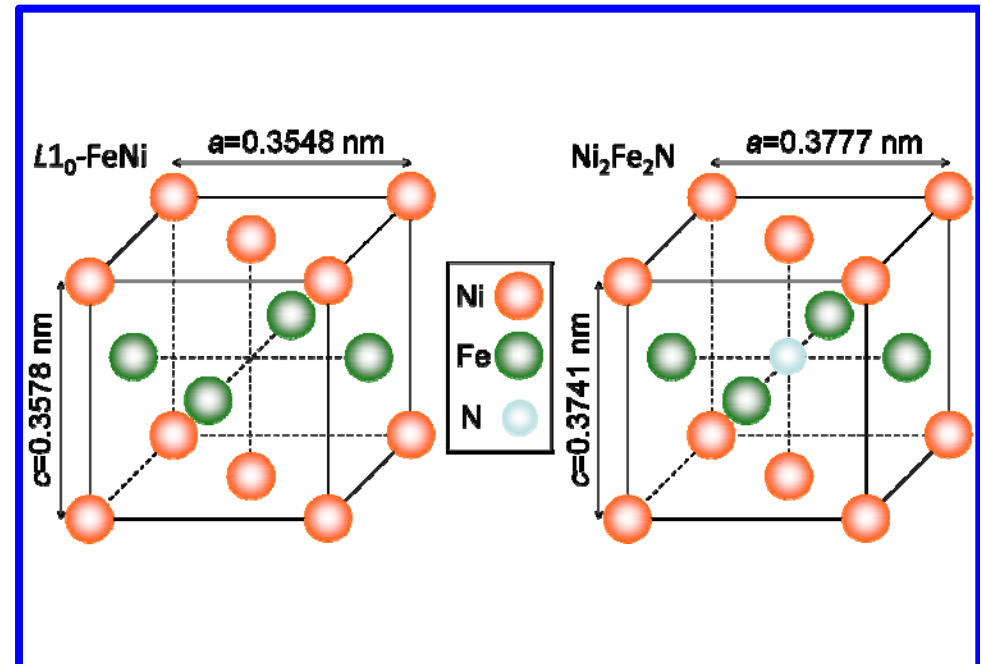 L1₀-FeNi
a=0.3548 nm
c=0.3578 nm
Ni
Fe
N
Ni₂Fe₂N
a=0.3777 nm
c=0.3741 nm